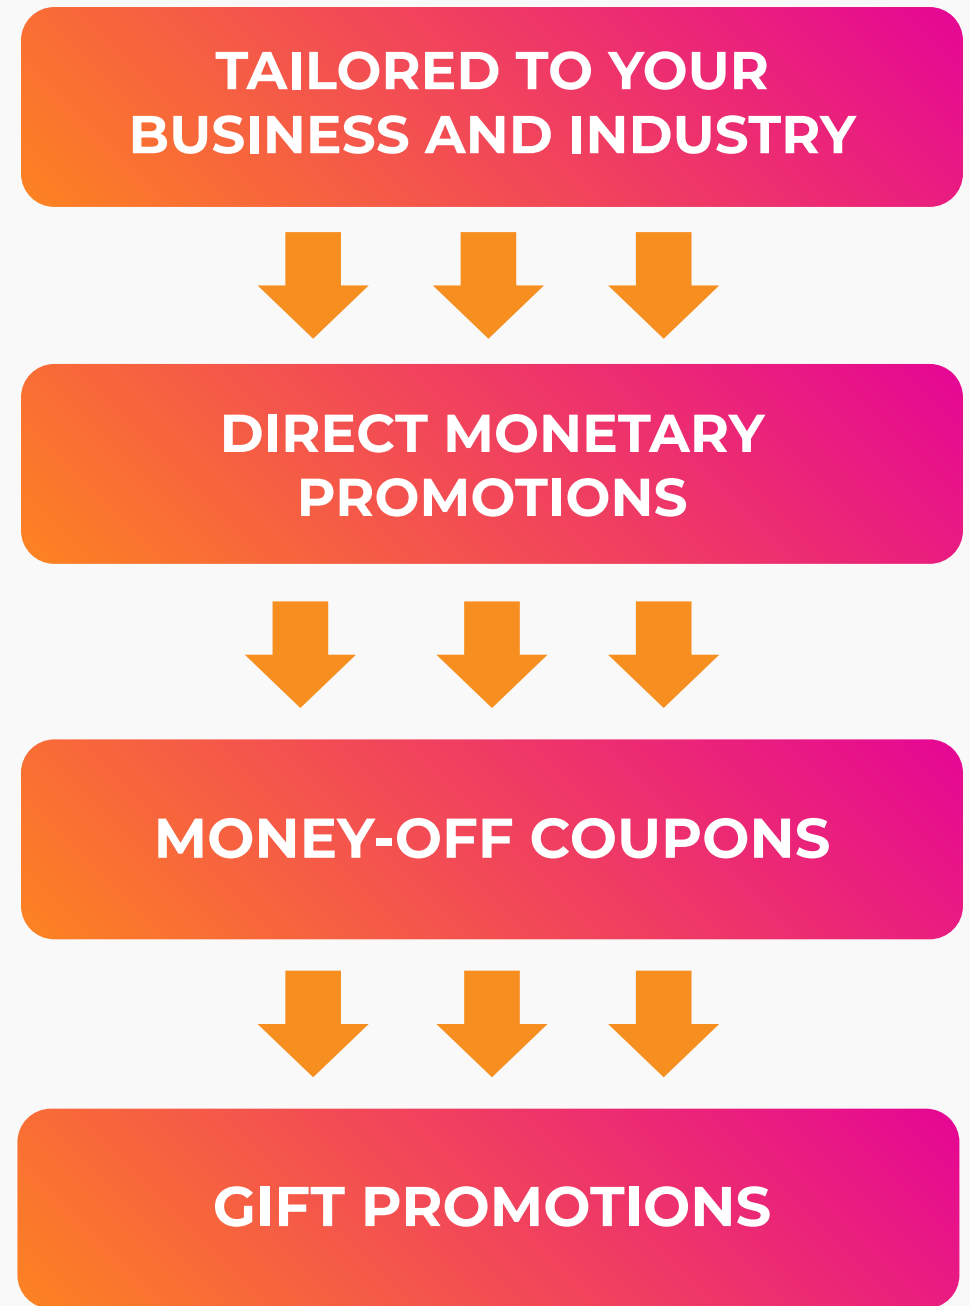 TAILORED TO YOUR
BUSINESS AND INDUSTRY
DIRECT MONETARY
PROMOTIONS
MONEY-OFF COUPONS
GIFT PROMOTIONS